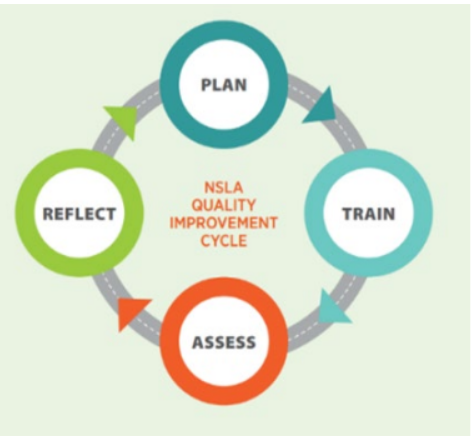 PLAN
NSLA
QUALITY
IMPROVEMENT
CYCLE
REFLECT
TRAIN
ASSESS